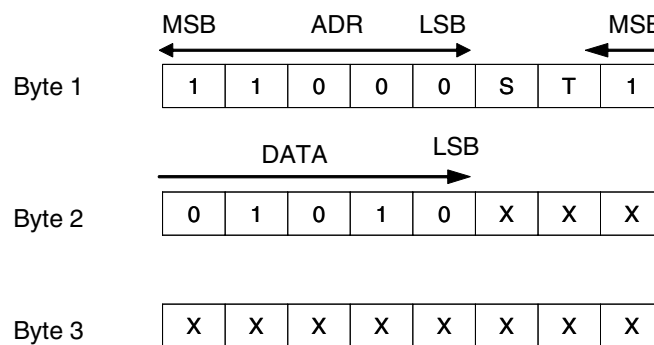 MSB ADR LSB MSB
Byte 1 1 1 0 0 0 S T 1
DATA LSB
Byte 2 0 1 0 1 0 X X X
Byte 3 X X X X X X X X